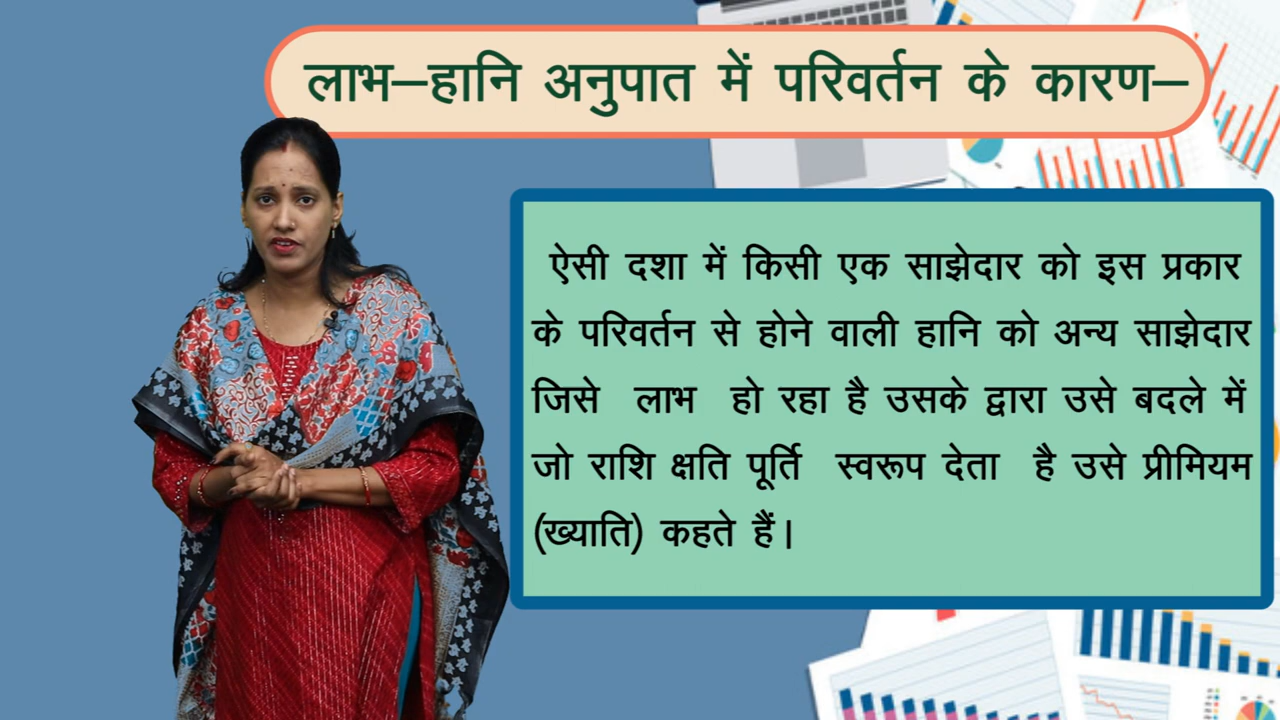 लाभ–हानि अनुपात में परिवर्तन के कारण–
ऐसी दशा में किसी एक साझेदार को इस प्रकार
के परिवर्तन से होने वाली हानि को अन्य साझेदार
जिसे लाभ हो रहा है उसके द्वारा उसे बदले में
जो राशि क्षति पूर्ति स्वरूप देता है उसे प्रीमियम
(ख्याति) कहते हैं।